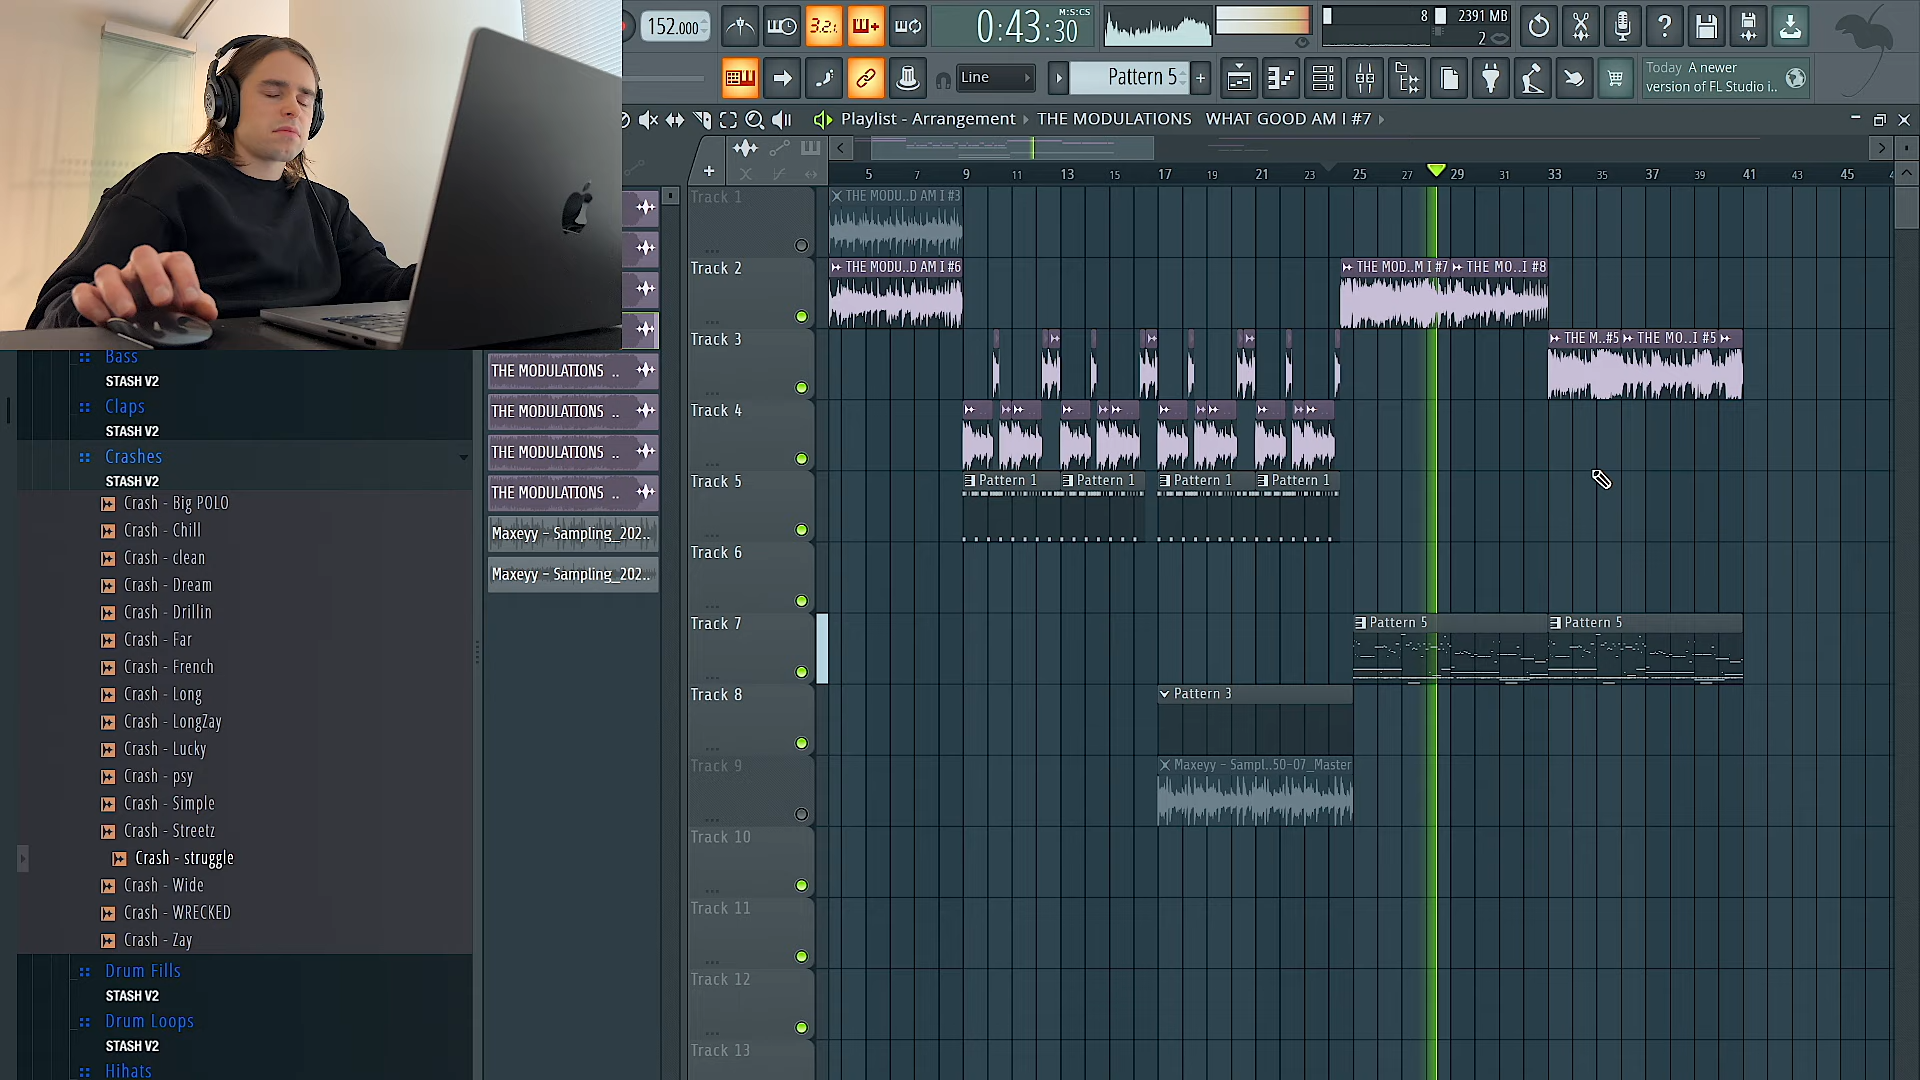 152.000
3.2.
0:43:30
M:S:CS
8
2391 MB
2
Line
Pattern 5
Today A newer
version of FL Studio i..
Playlist - Arrangement THE MODULATIONS WHAT GOOD AM I #7
5 7 9 11 13 15 17 19 21 23 25 27 29 31 33 35 37 39 41 43 45
Track 1
THE MODU..D AM I #3
Track 2
THE MODU..D AM I #6
THE MOD..M I #7
THE MO..I #8
Track 3
THE M..#5
THE MO..I #5
Track 4
Track 5
Pattern 1
Pattern 1
Pattern 1
Pattern 1
Track 6
Track 7
Pattern 5
Pattern 5
Track 8
Pattern 3
Track 9
Maxeyy - Sampl..50-07_Master
Track 10
Track 11
Track 12
Track 13
THE MODULATIONS ..
THE MODULATIONS ..
THE MODULATIONS ..
THE MODULATIONS ..
Maxeyy - Sampling_202..
Maxeyy - Sampling_202..
Bass
STASH V2
Claps
STASH V2
Crashes
STASH V2
Crash - Big POLO
Crash - Chill
Crash - clean
Crash - Dream
Crash - Drillin
Crash - Far
Crash - French
Crash - Long
Crash - LongZay
Crash - Lucky
Crash - psy
Crash - Simple
Crash - Streetz
Crash - struggle
Crash - Wide
Crash - WRECKED
Crash - Zay
Drum Fills
STASH V2
Drum Loops
STASH V2
Hihats